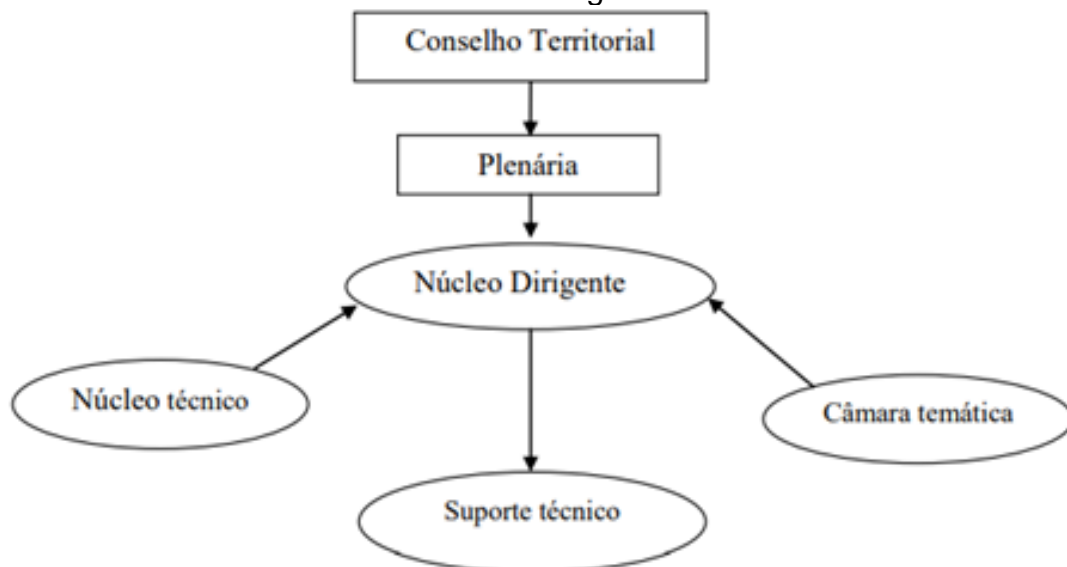 Conselho Territorial
Plenária
Núcleo Dirigente
Núcleo técnico
Câmara temática
Suporte técnico